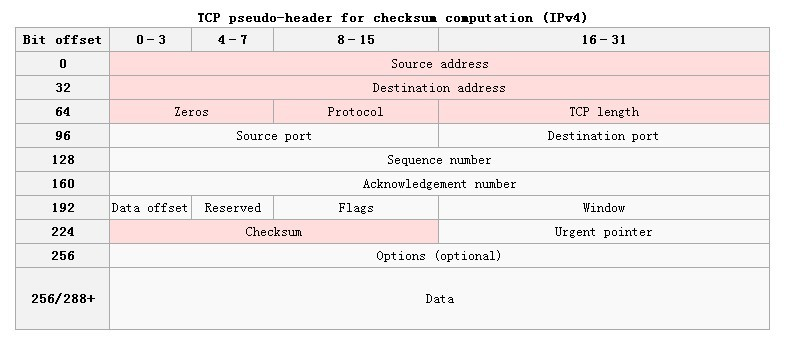 TCP pseudo-header for checksum computation (IPv4)
Bit offset 0-3 4-7 8-15 16-31
0 Source address
32 Destination address
64 Zeros Protocol TCP length
96 Source port Destination port
128 Sequence number
160 Acknowledgement number
192 Data offset Reserved Flags Window
224 Checksum Urgent pointer
256 Options (optional)
256/288+ Data